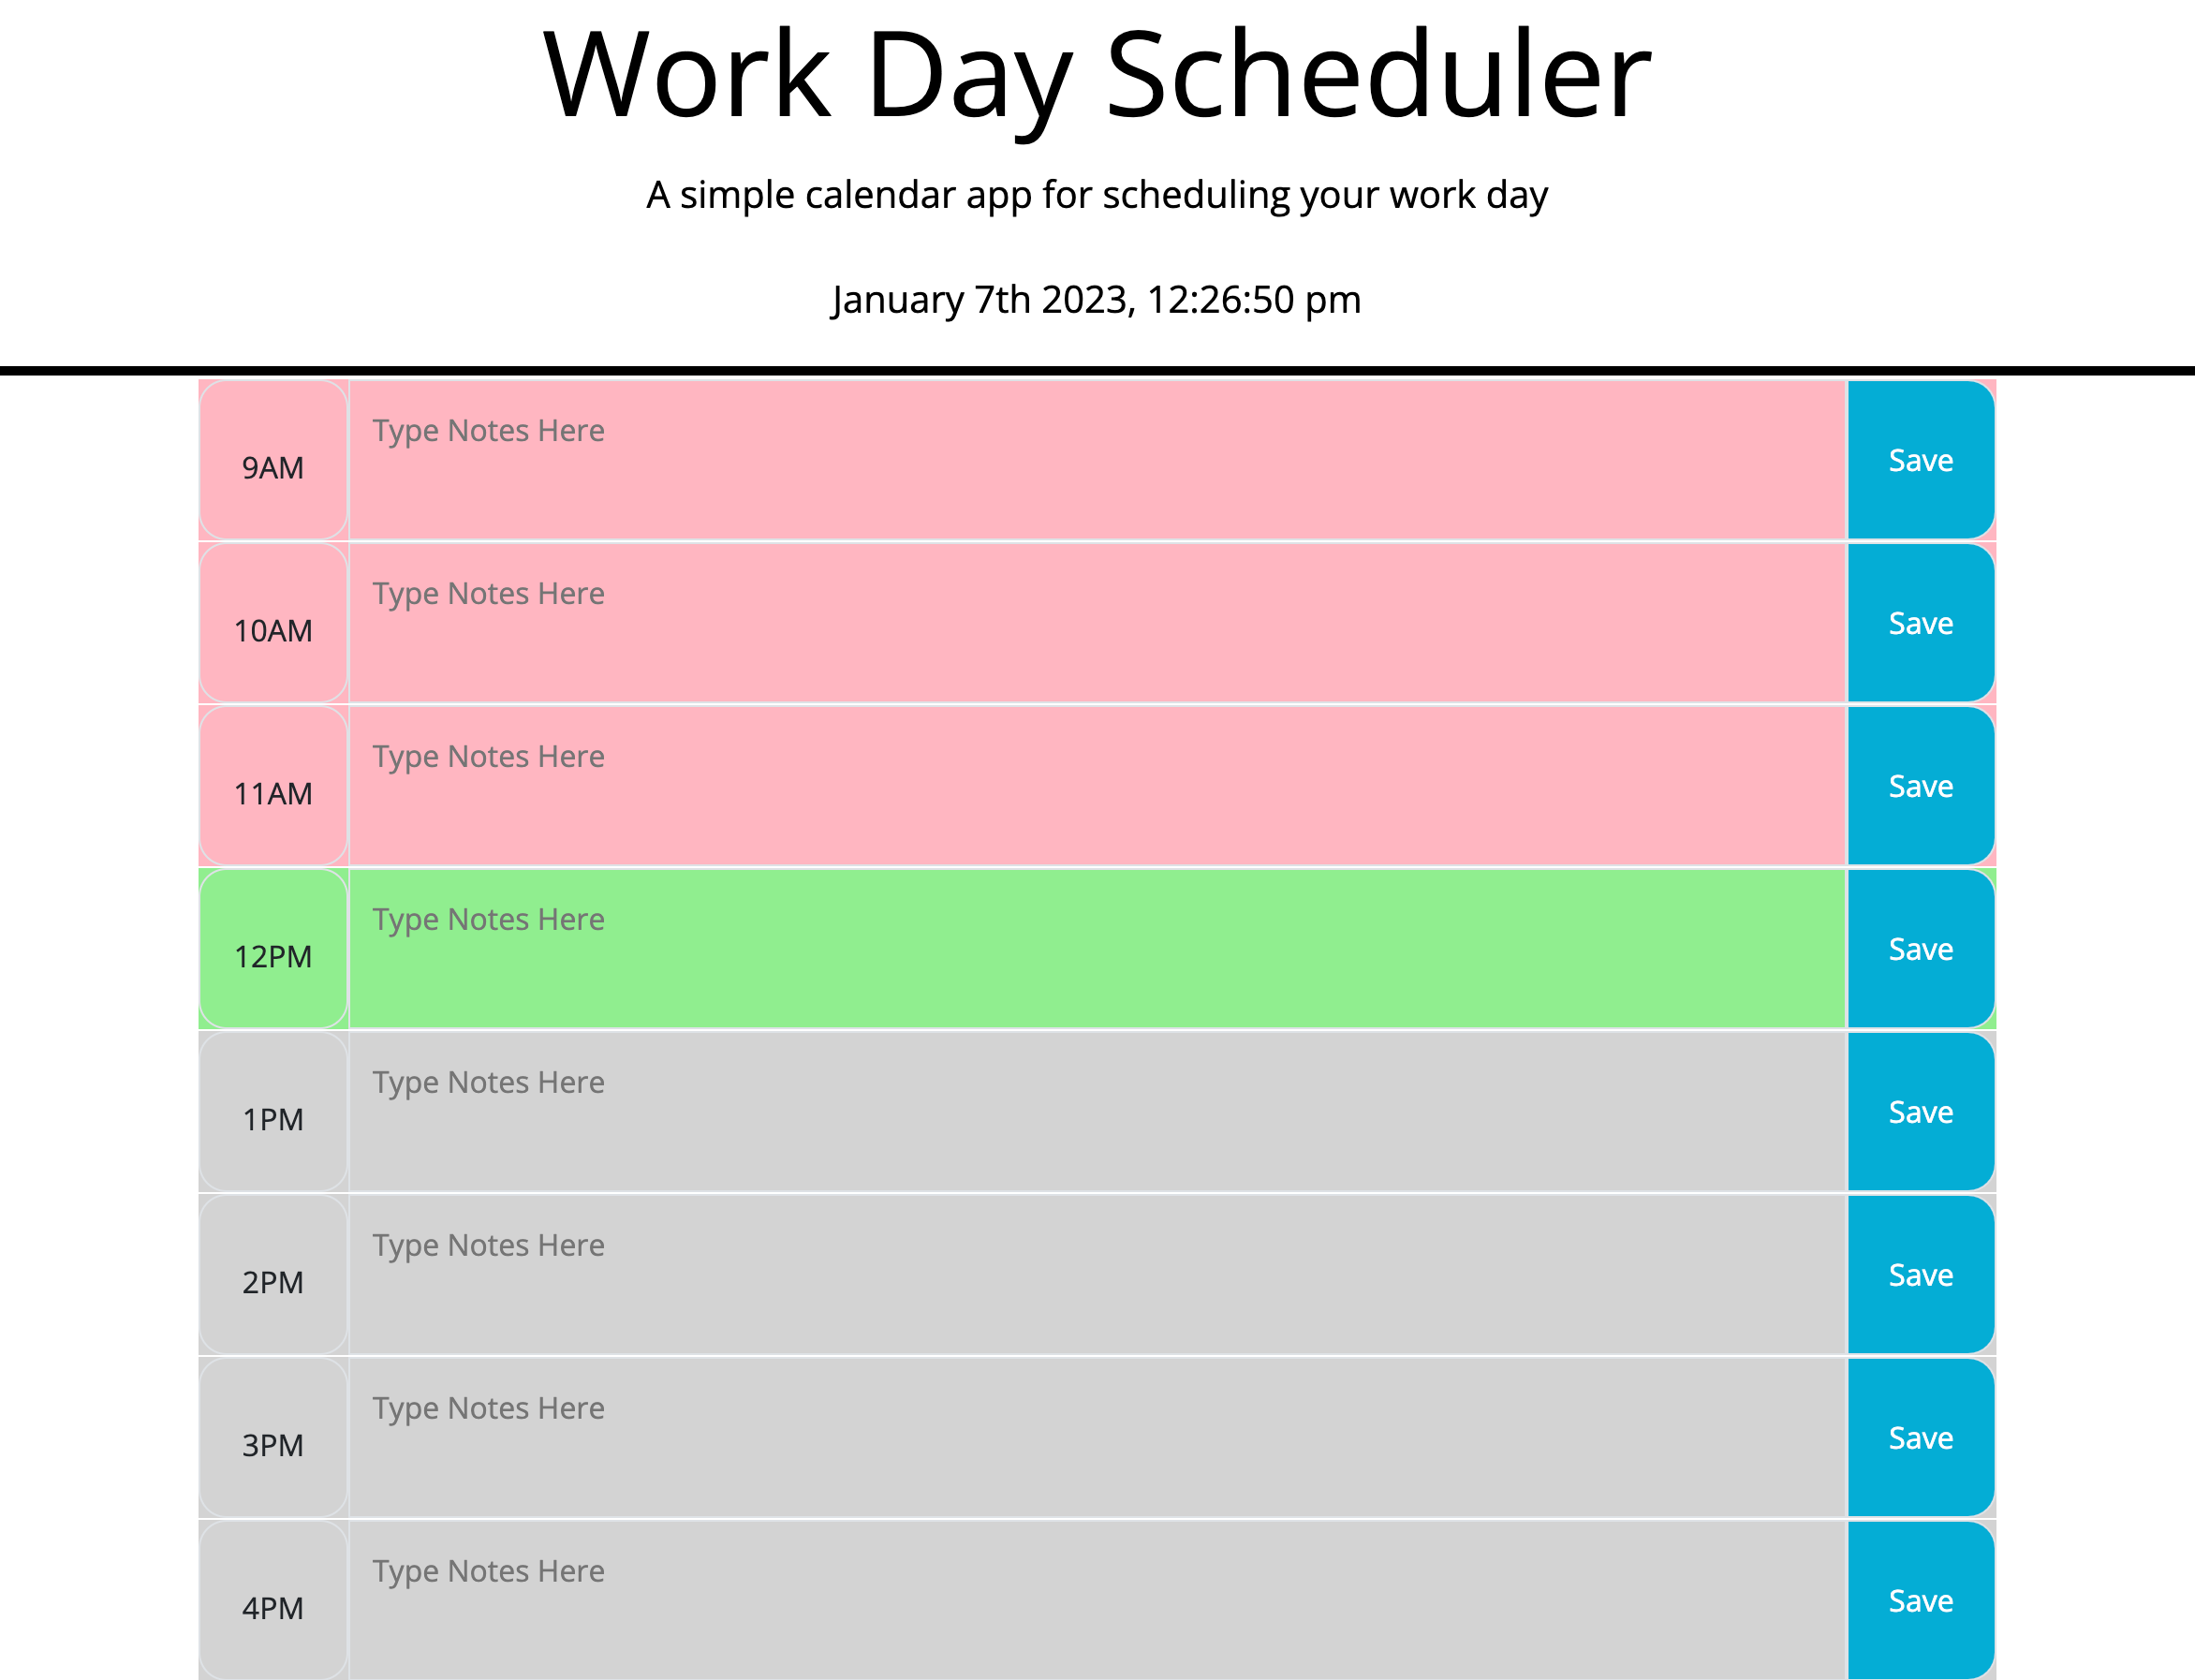 Work Day Scheduler
A simple calendar app for scheduling your work day
January 7th 2023, 12:26:50 pm
Type Notes Here
9AM
Save
Type Notes Here
10AM
Save
Type Notes Here
11AM
Save
Type Notes Here
12PM
Save
Type Notes Here
1PM
Save
Type Notes Here
2PM
Save
Type Notes Here
3PM
Save
Type Notes Here
4PM
Save